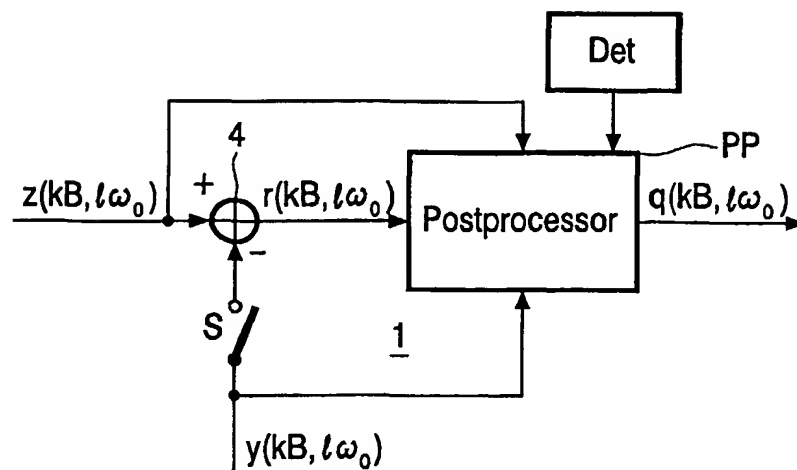 Det
4
PP
+
z(kB, ℓω₀)
r(kB, ℓω₀)
Postprocessor
q(kB, ℓω₀)
−
S
1
y(kB, ℓω₀)